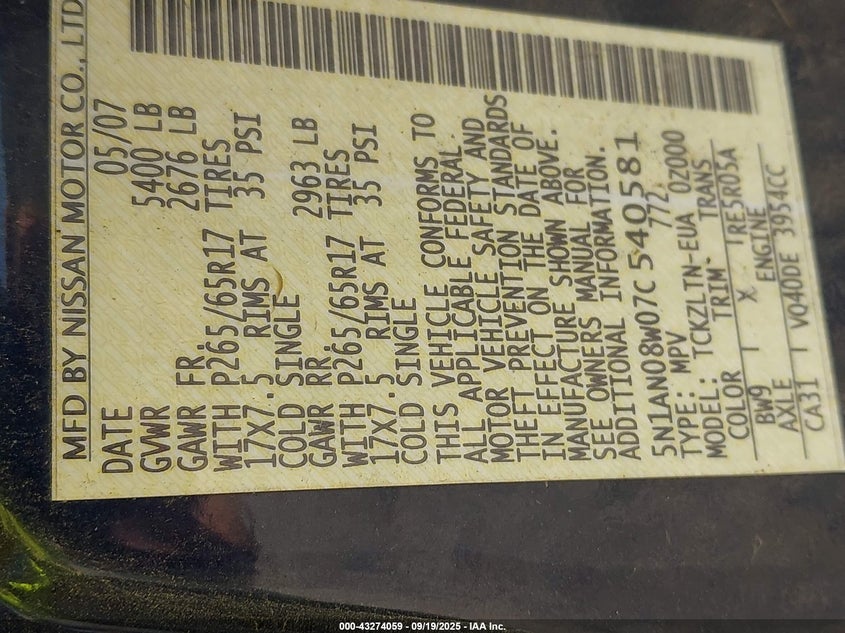 MFD BY NISSAN MOTOR CO., LTD
DATE 05/07
GVWR 5400 LB
GAWR FR. 2676 LB
WITH P265/65R17 TIRES
17X7.5 RIMS AT 35 PSI
COLD SINGLE
GAWR RR 2963 LB
WITH P265/65R17 TIRES
17X7.5 RIMS AT 35 PSI
COLD SINGLE
THIS VEHICLE CONFORMS TO
ALL APPLICABLE FEDERAL
MOTOR VEHICLE SAFETY AND
THEFT PREVENTION STANDARDS
IN EFFECT ON THE DATE OF
MANUFACTURE SHOWN ABOVE.
SEE OWNERS MANUAL FOR
ADDITIONAL INFORMATION.
5N1AN08W07C540581
TYPE: MPV 772
MODEL: TCKZLTN-EUA 0Z000
COLOR TRIM. TRANS
BW9 X RE5R05A
AXLE ENGINE
CA31 VQ40DE 3954CC
000-43274059 - 09/19/2025 - IAA Inc.